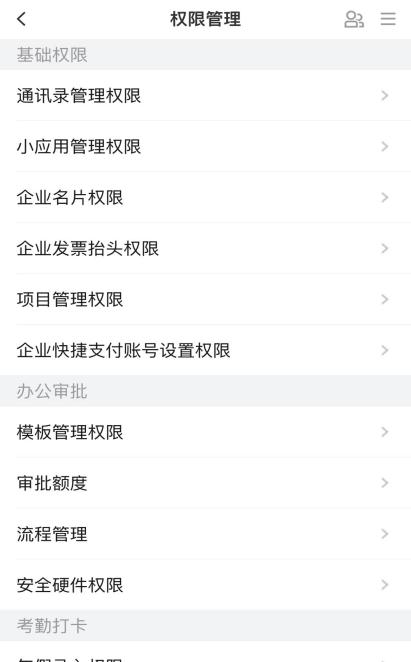 权限管理
基础权限
通讯录管理权限
小应用管理权限
企业名片权限
企业发票抬头权限
项目管理权限
企业快捷支付账号设置权限
办公审批
模板管理权限
审批额度
流程管理
安全硬件权限
考勤打卡